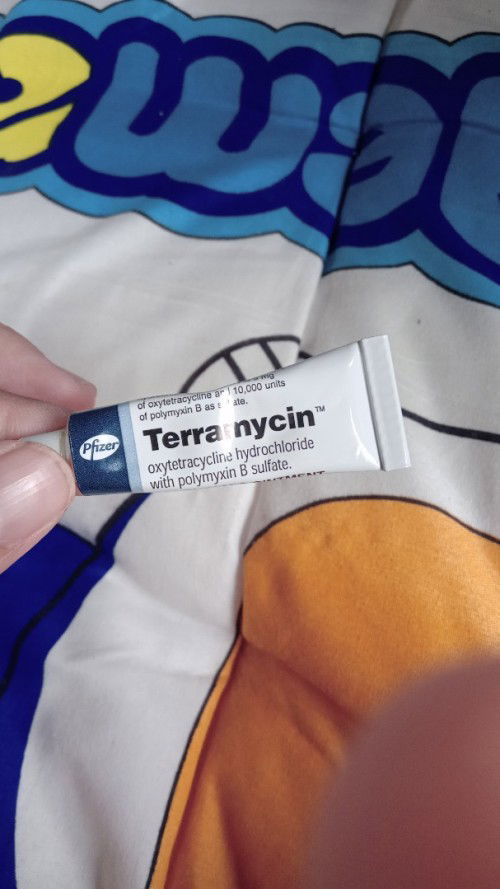 of oxytetracycline and 10,000 units
of polymyxin B as sulfate.
Pfizer
Terramycin™
oxytetracycline hydrochloride
with polymyxin B sulfate.